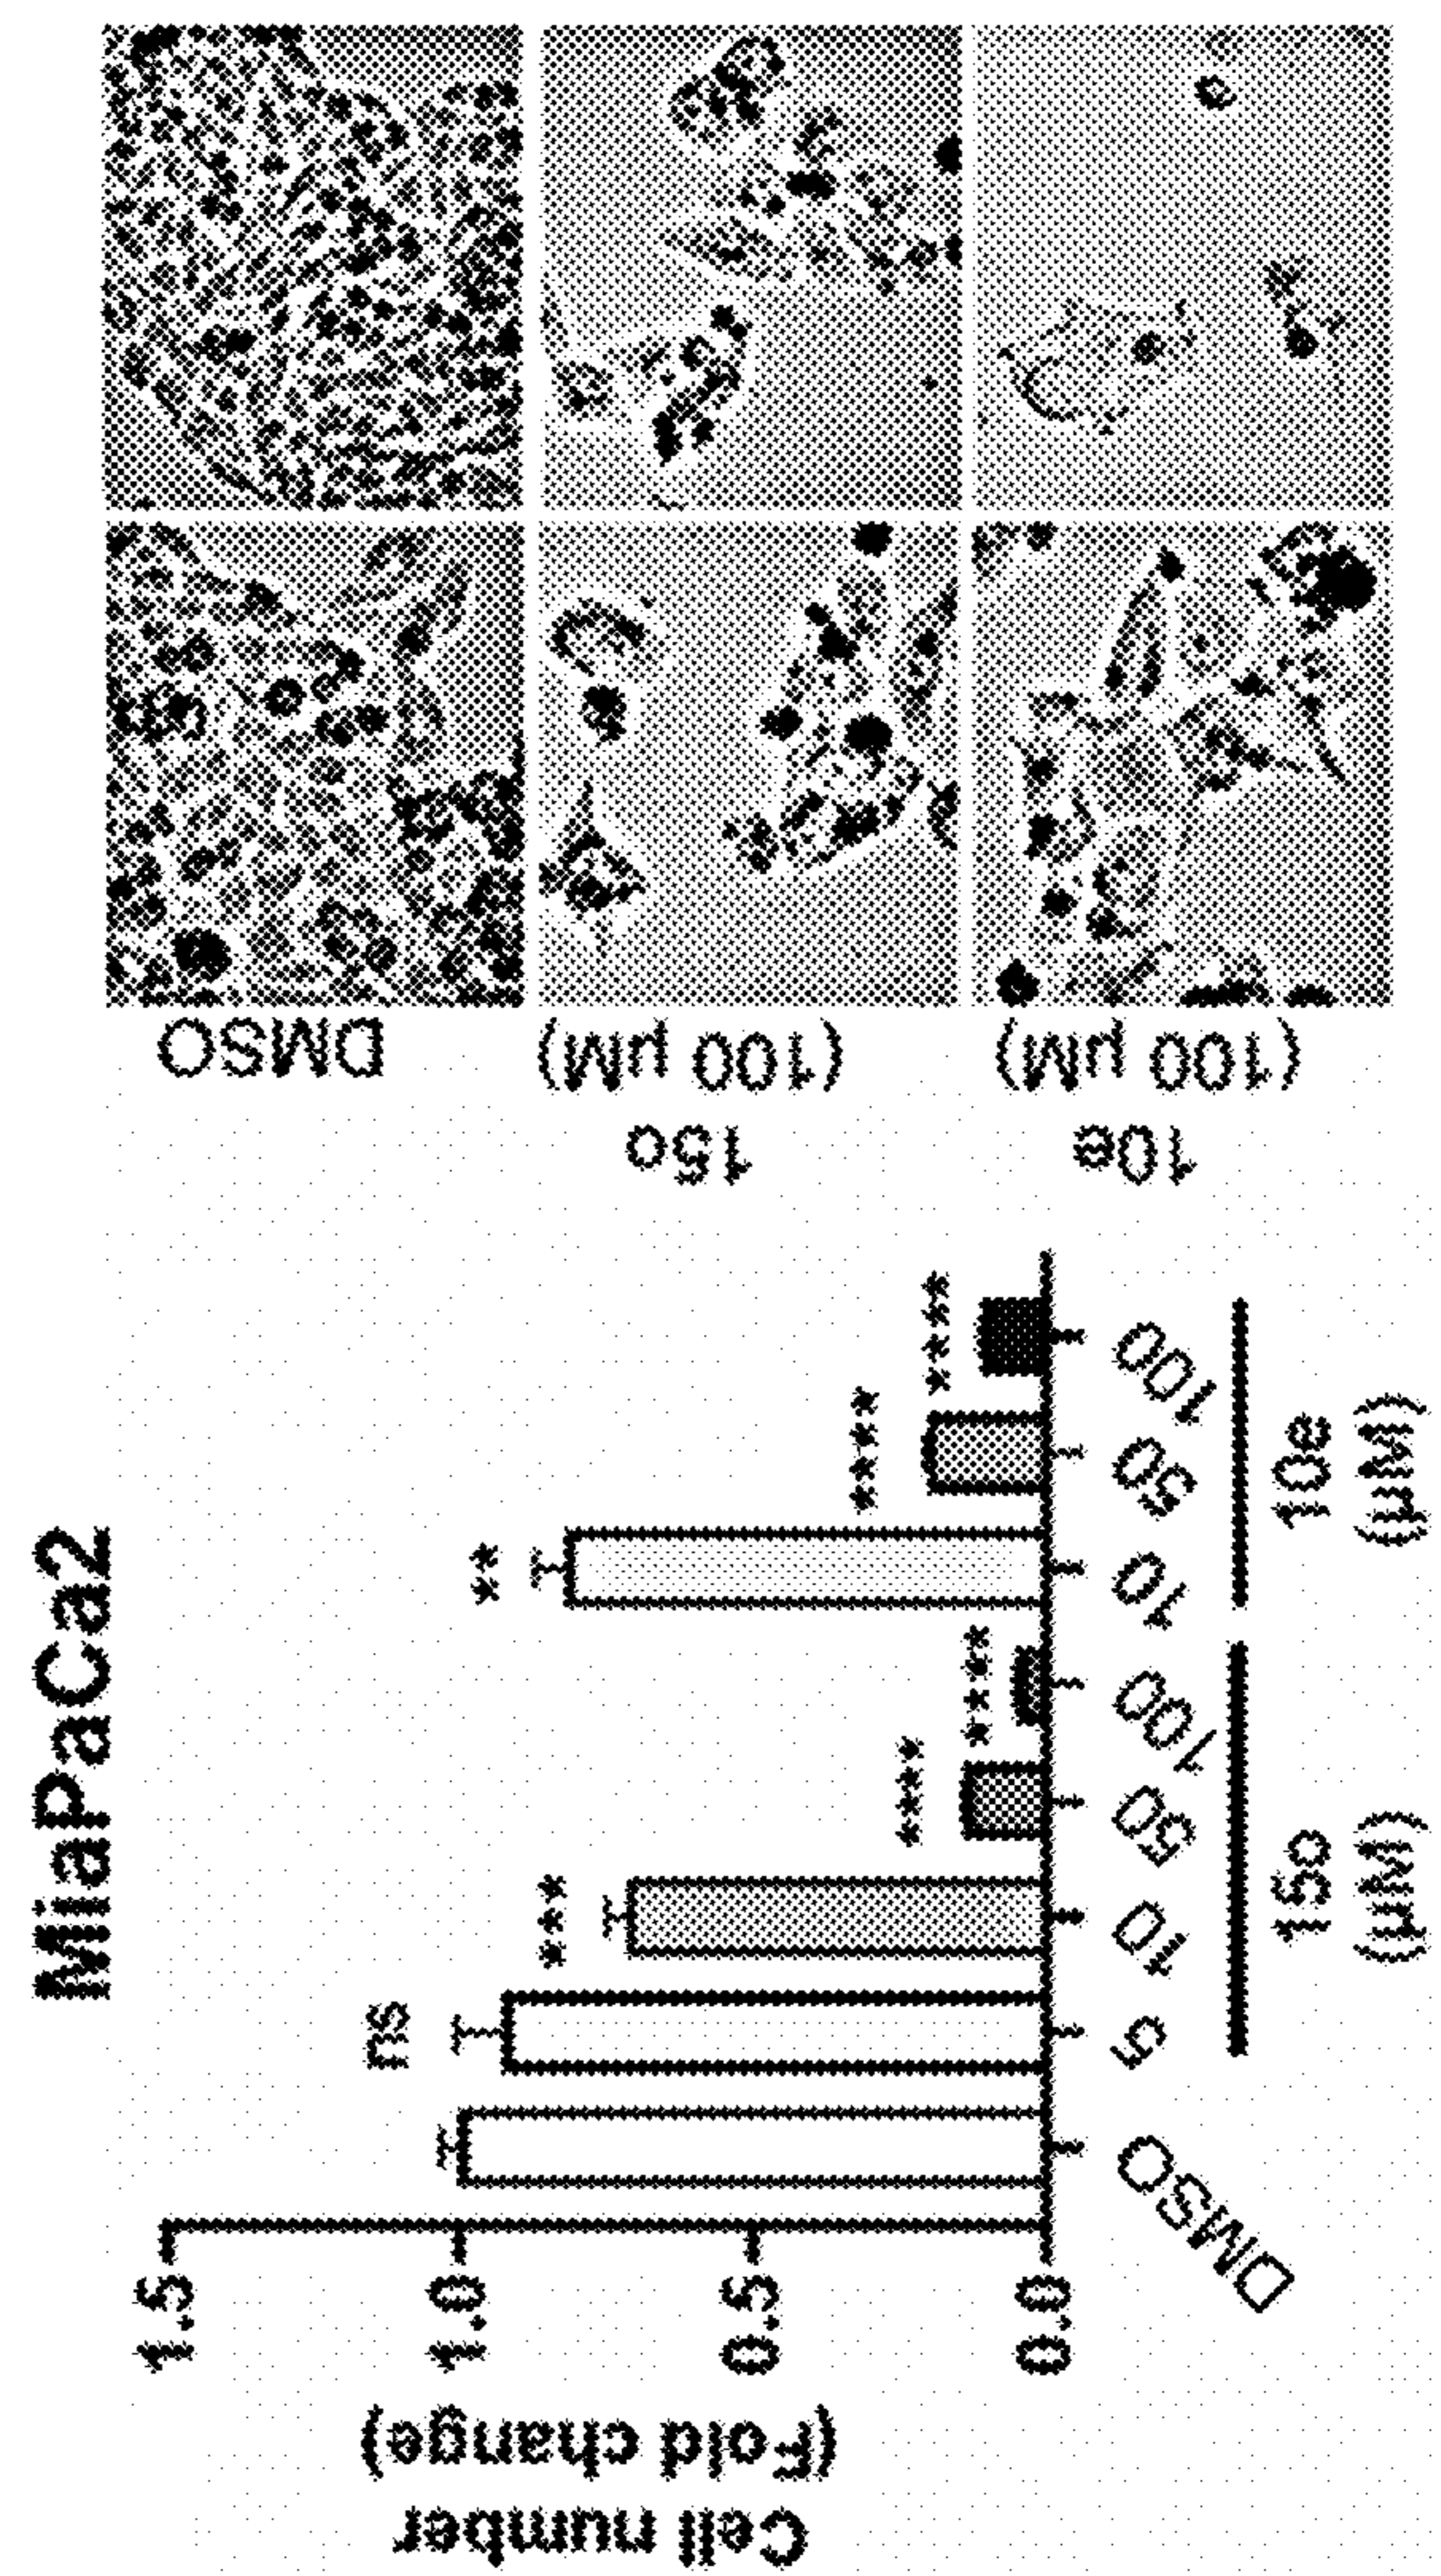 MiaPaCa2
Cell number
(Fold change)
1.5
1.0
0.5
0.0
ns
***
****
****
**
****
****
DMSO
5
10
50
100
10
50
100
15o
(µM)
10e
(µM)
DMSO
15o
(100 µM)
10e
(100 µM)